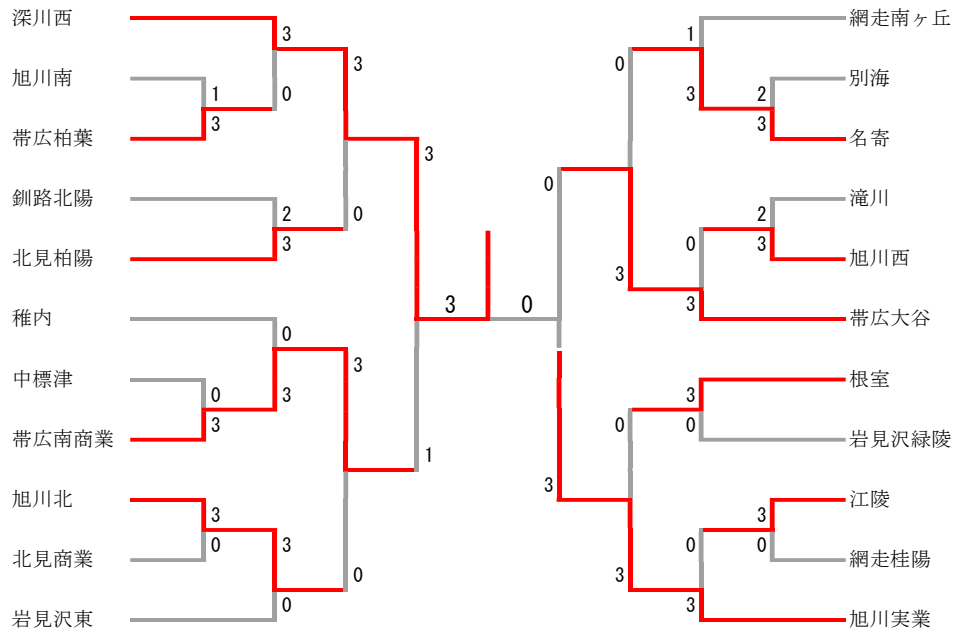 深川西
3
網走南ヶ丘
1
3
0
旭川南
別海
1
0
3
2
帯広柏葉
3
3
名寄
3
0
釧路北陽
滝川
2
0
2
北見柏陽
3
0
3
旭川西
3
稚内
3
0
3
帯広大谷
0
3
中標津
根室
0
3
3
帯広南商業
3
0
0
岩見沢緑陵
1
3
旭川北
江陵
3
3
北見商業
0
3
0
0
網走桂陽
0
3
岩見沢東
0
3
旭川実業